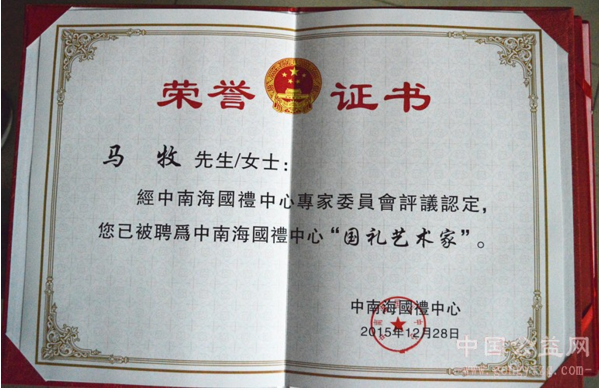 荣誉证书
马牧 先生/女士：
經中南海國禮中心專家委員會評議認定，
您已被聘爲中南海國禮中心“国礼艺术家”。
中南海國禮中心
2015年12月28日
中国公益网